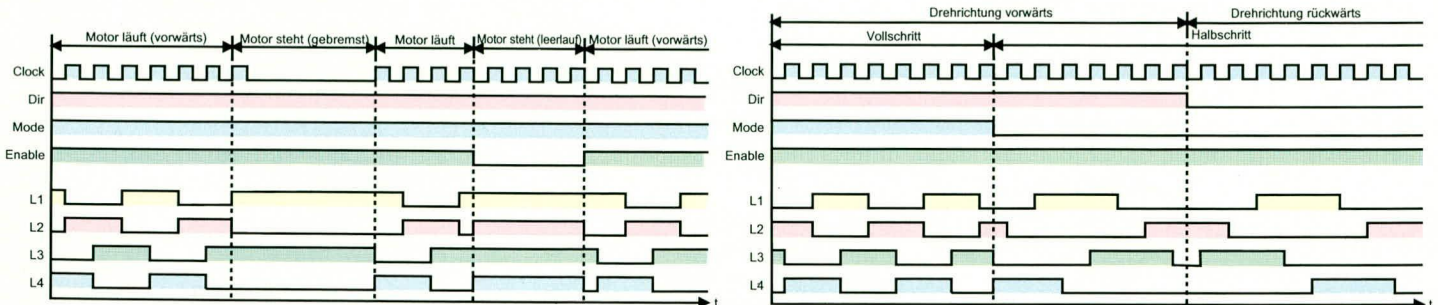 Motor läuft (vorwärts) Motor steht (gebremst) Motor läuft Motor steht (leerlauf) Motor läuft (vorwärts)
Clock
Dir
Mode
Enable
L1
L2
L3
L4
t
Drehrichtung vorwärts Drehrichtung rückwärts
Vollschritt Halbschritt
Clock
Dir
Mode
Enable
L1
L2
L3
L4
t